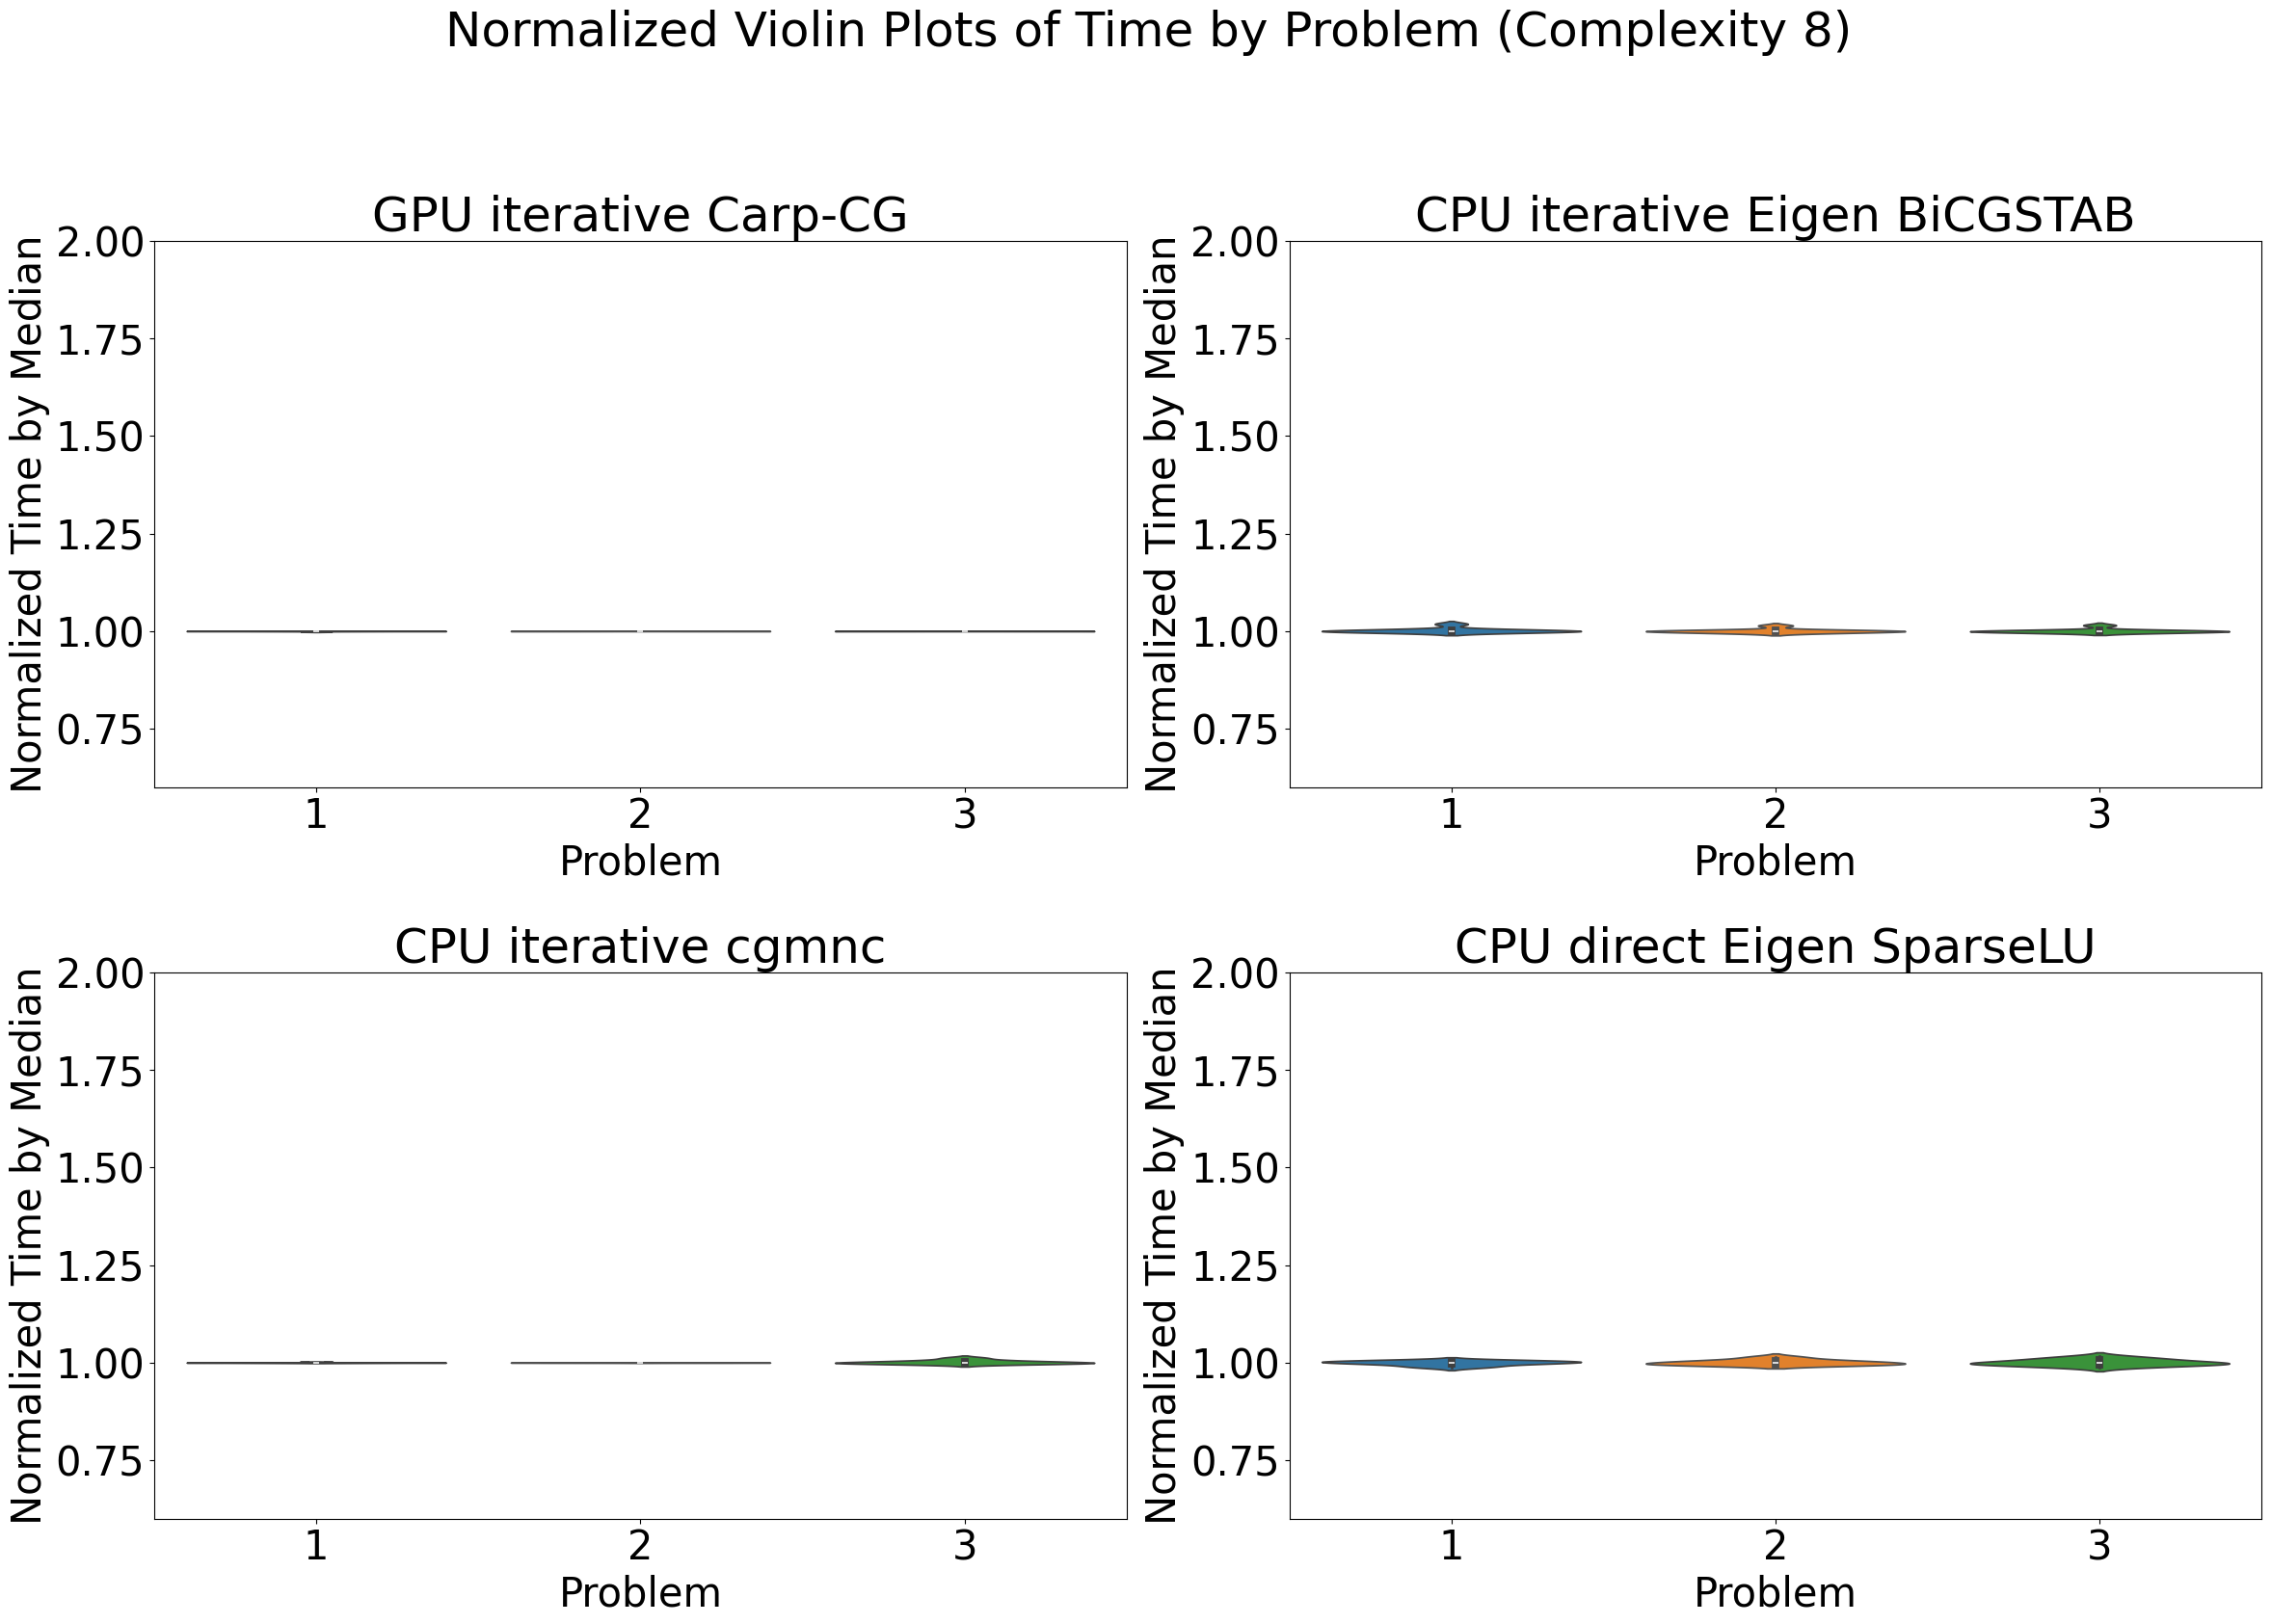 Normalized Violin Plots of Time by Problem (Complexity 8)
GPU iterative Carp-CG
Normalized Time by Median
2.00
1.75
1.50
1.25
1.00
0.75
1 2 3
Problem
CPU iterative Eigen BiCGSTAB
Normalized Time by Median
2.00
1.75
1.50
1.25
1.00
0.75
1 2 3
Problem
CPU iterative cgmnc
Normalized Time by Median
2.00
1.75
1.50
1.25
1.00
0.75
1 2 3
Problem
CPU direct Eigen SparseLU
Normalized Time by Median
2.00
1.75
1.50
1.25
1.00
0.75
1 2 3
Problem